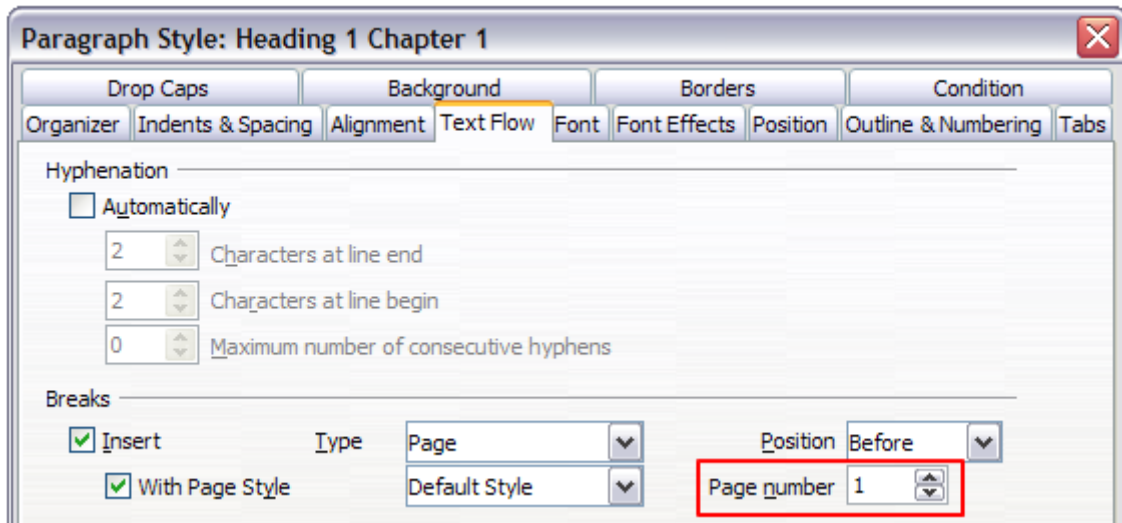 Paragraph Style: Heading 1 Chapter 1
Drop Caps Background Borders Condition
Organizer Indents & Spacing Alignment Text Flow Font Font Effects Position Outline & Numbering Tabs
Hyphenation
Automatically
2 Characters at line end
2 Characters at line begin
0 Maximum number of consecutive hyphens
Breaks
Insert Type Page Position Before
With Page Style Default Style Page number 1